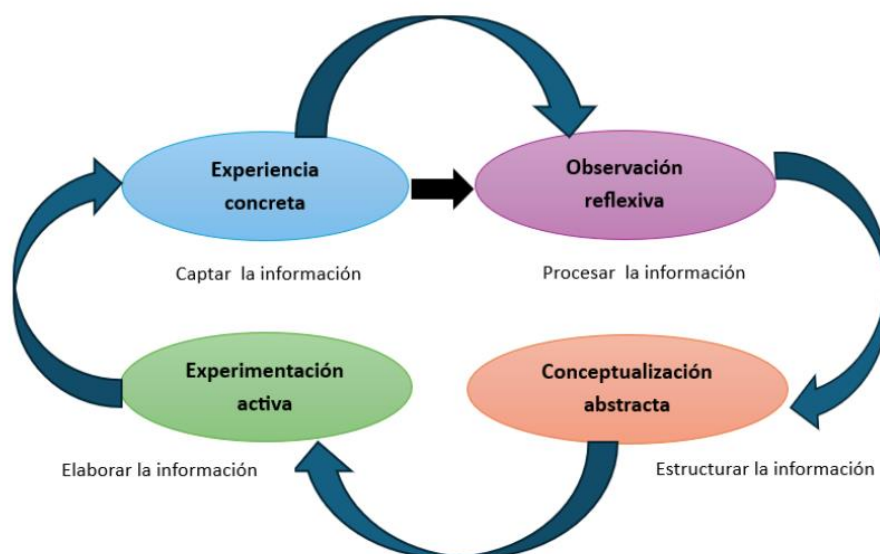 Experiencia
concreta
Observación
reflexiva
Captar la información
Procesar la información
Experimentación
activa
Conceptualización
abstracta
Elaborar la información
Estructurar la información